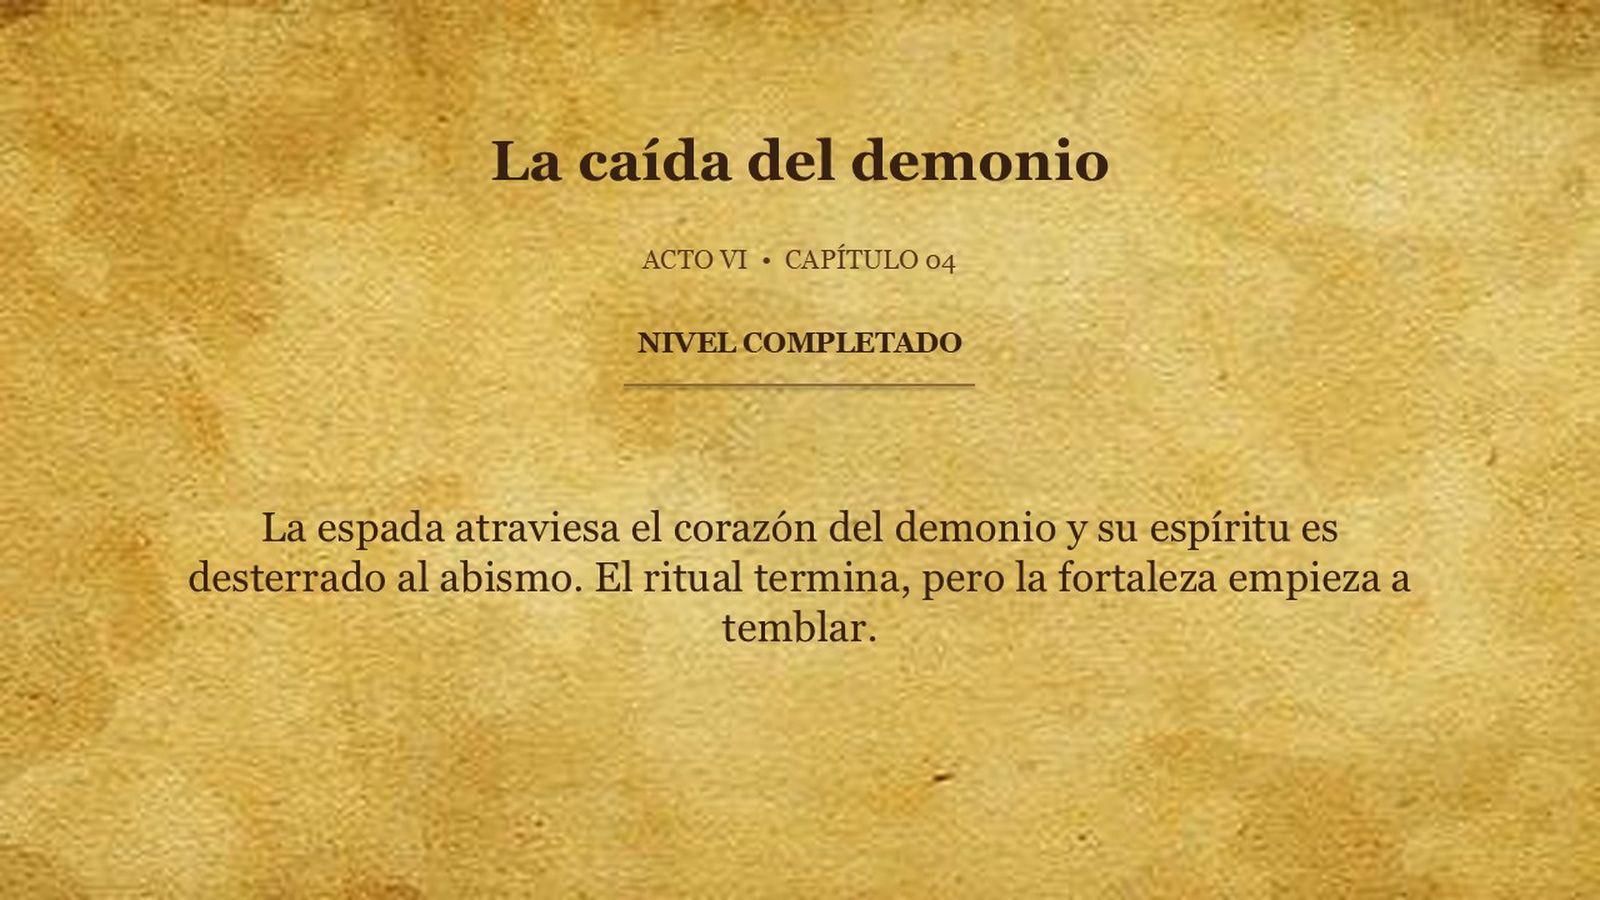 La caída del demonio
ACTO VI • CAPÍTULO 04
NIVEL COMPLETADO
La espada atraviesa el corazón del demonio y su espíritu es
desterrado al abismo. El ritual termina, pero la fortaleza empieza a
temblar.